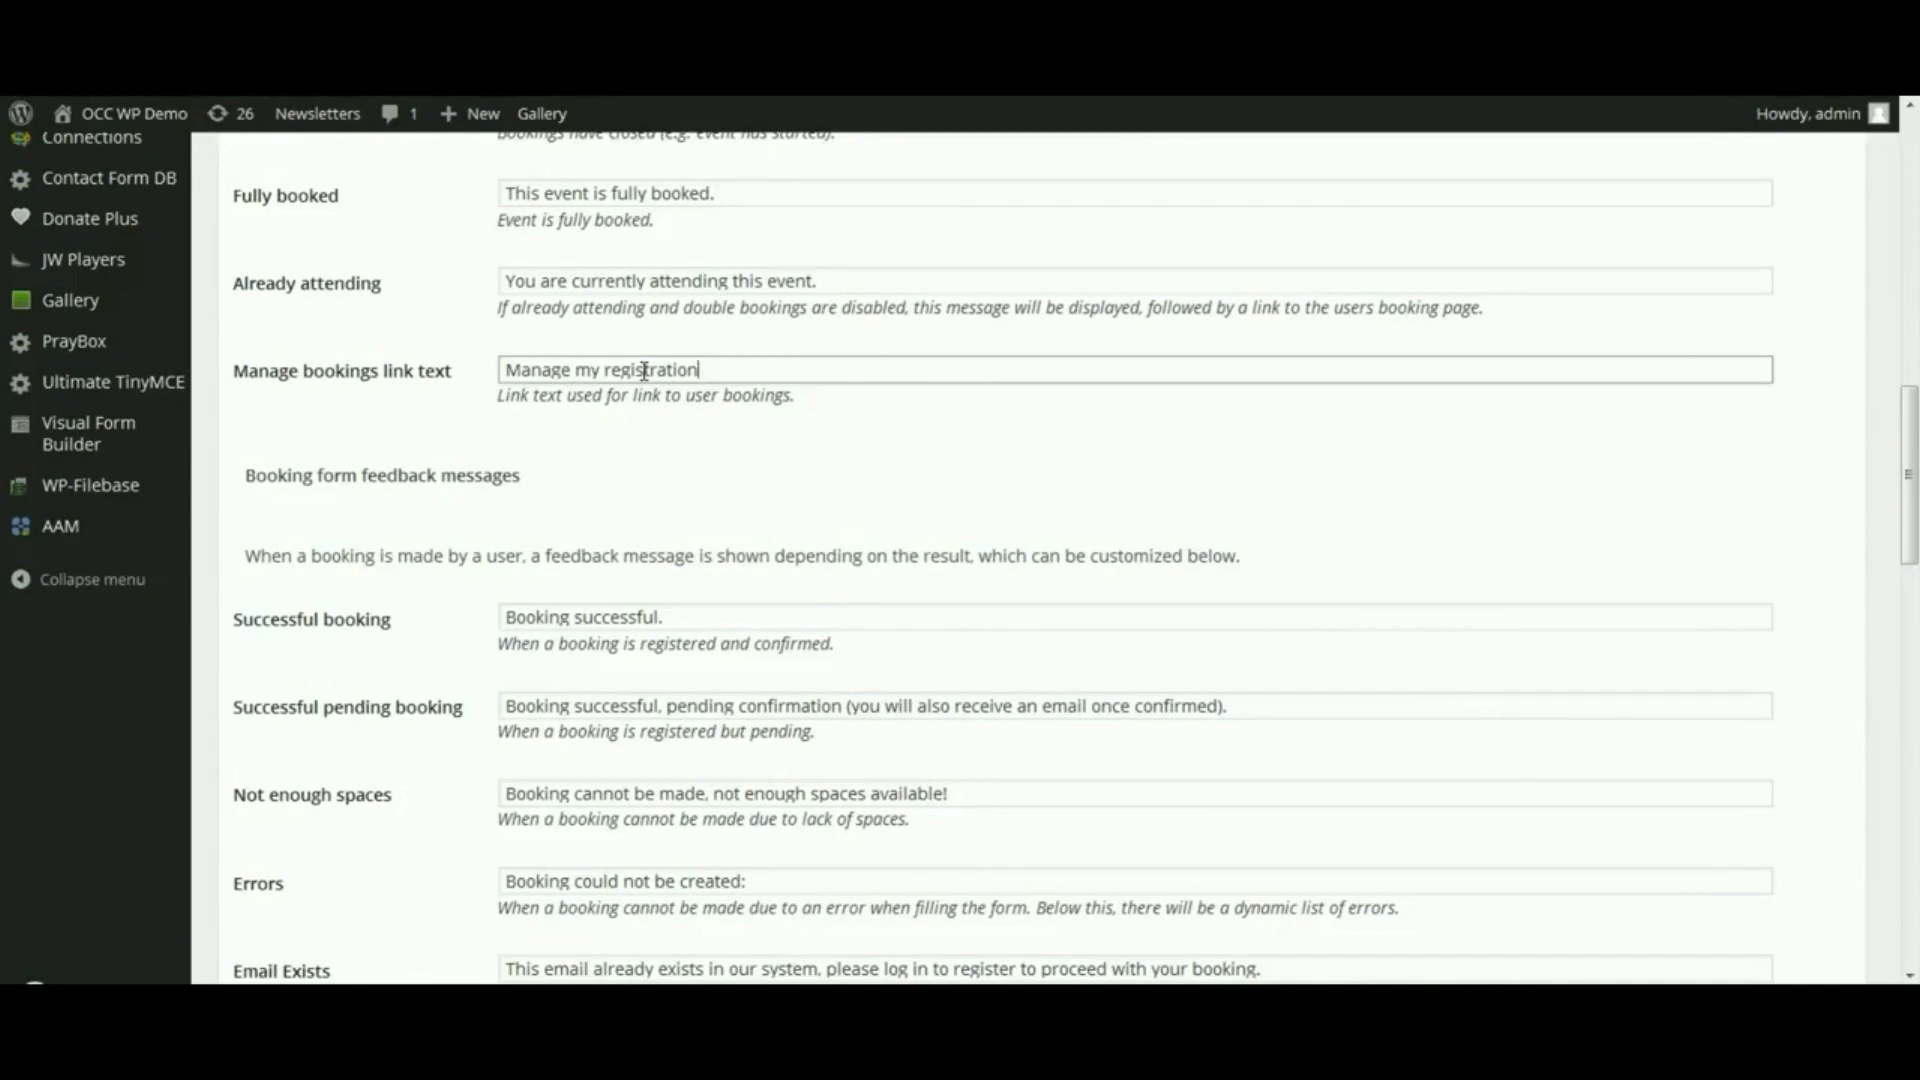 OCC WP Demo 26 Newsletters 1 New Gallery Howdy, admin
Connections
Contact Form DB
Donate Plus
JW Players
Gallery
PrayBox
Ultimate TinyMCE
Visual Form
Builder
WP-Filebase
AAM
Collapse menu
Bookings have closed (e.g. event has started).
Fully booked This event is fully booked.
Event is fully booked.
Already attending You are currently attending this event.
If already attending and double bookings are disabled, this message will be displayed, followed by a link to the users booking page.
Manage bookings link text Manage my registration
Link text used for link to user bookings.
Booking form feedback messages
When a booking is made by a user, a feedback message is shown depending on the result, which can be customized below.
Successful booking Booking successful.
When a booking is registered and confirmed.
Successful pending booking Booking successful, pending confirmation (you will also receive an email once confirmed).
When a booking is registered but pending.
Not enough spaces Booking cannot be made, not enough spaces available!
When a booking cannot be made due to lack of spaces.
Errors Booking could not be created:
When a booking cannot be made due to an error when filling the form. Below this, there will be a dynamic list of errors.
Email Exists This email already exists in our system, please log in to register to proceed with your booking.